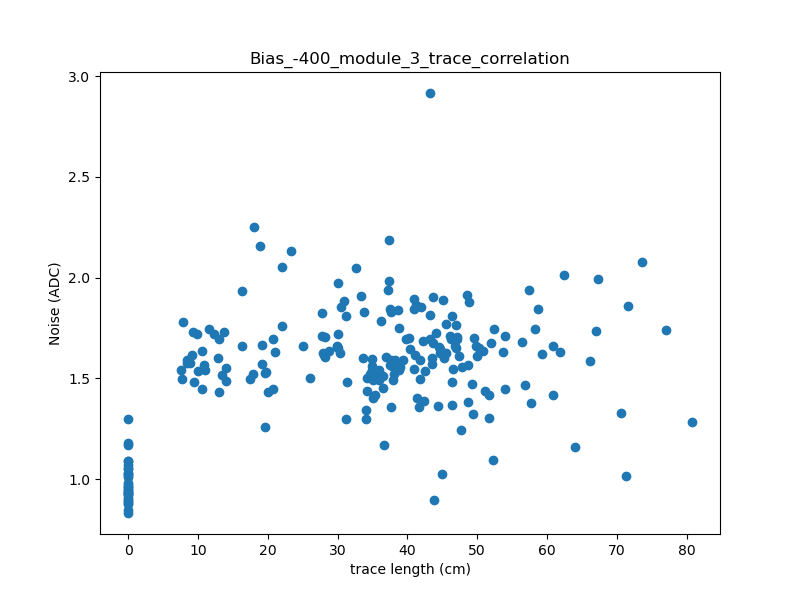 Bias_-400_module_3_trace_correlation
3.0
2.5
2.0
1.5
1.0
Noise (ADC)
0 10 20 30 40 50 60 70 80
trace length (cm)